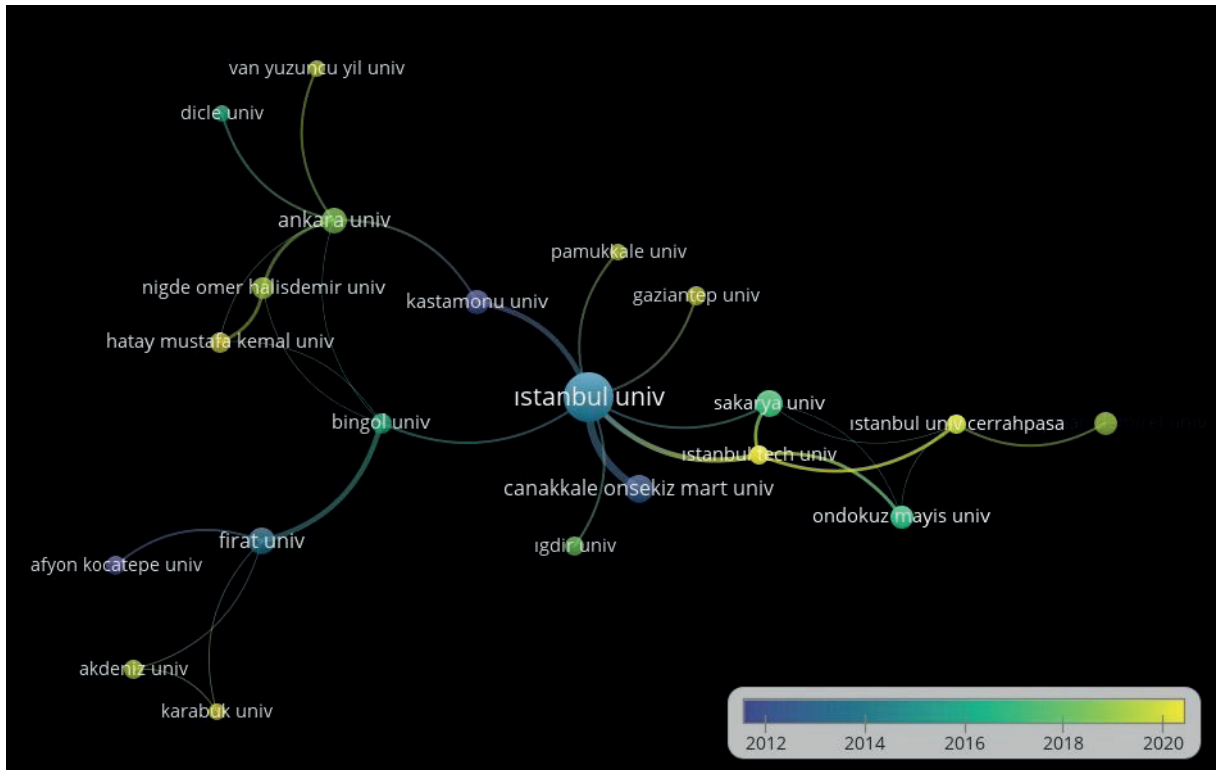 van yuzuncu yil univ
dicle univ
ankara univ
pamukkale univ
nigde omer halisdemir univ
gaziantep univ
kastamonu univ
hatay mustafa kemal univ
ıstanbul univ
sakarya univ
bingol univ
ıstanbul univ cerrahpasa
ıstanbul tech univ
canakkale onsekiz mart univ
ondokuz mayis univ
firat univ
ıgdir univ
afyon kocatepe univ
akdeniz univ
karabuk univ
2012 2014 2016 2018 2020